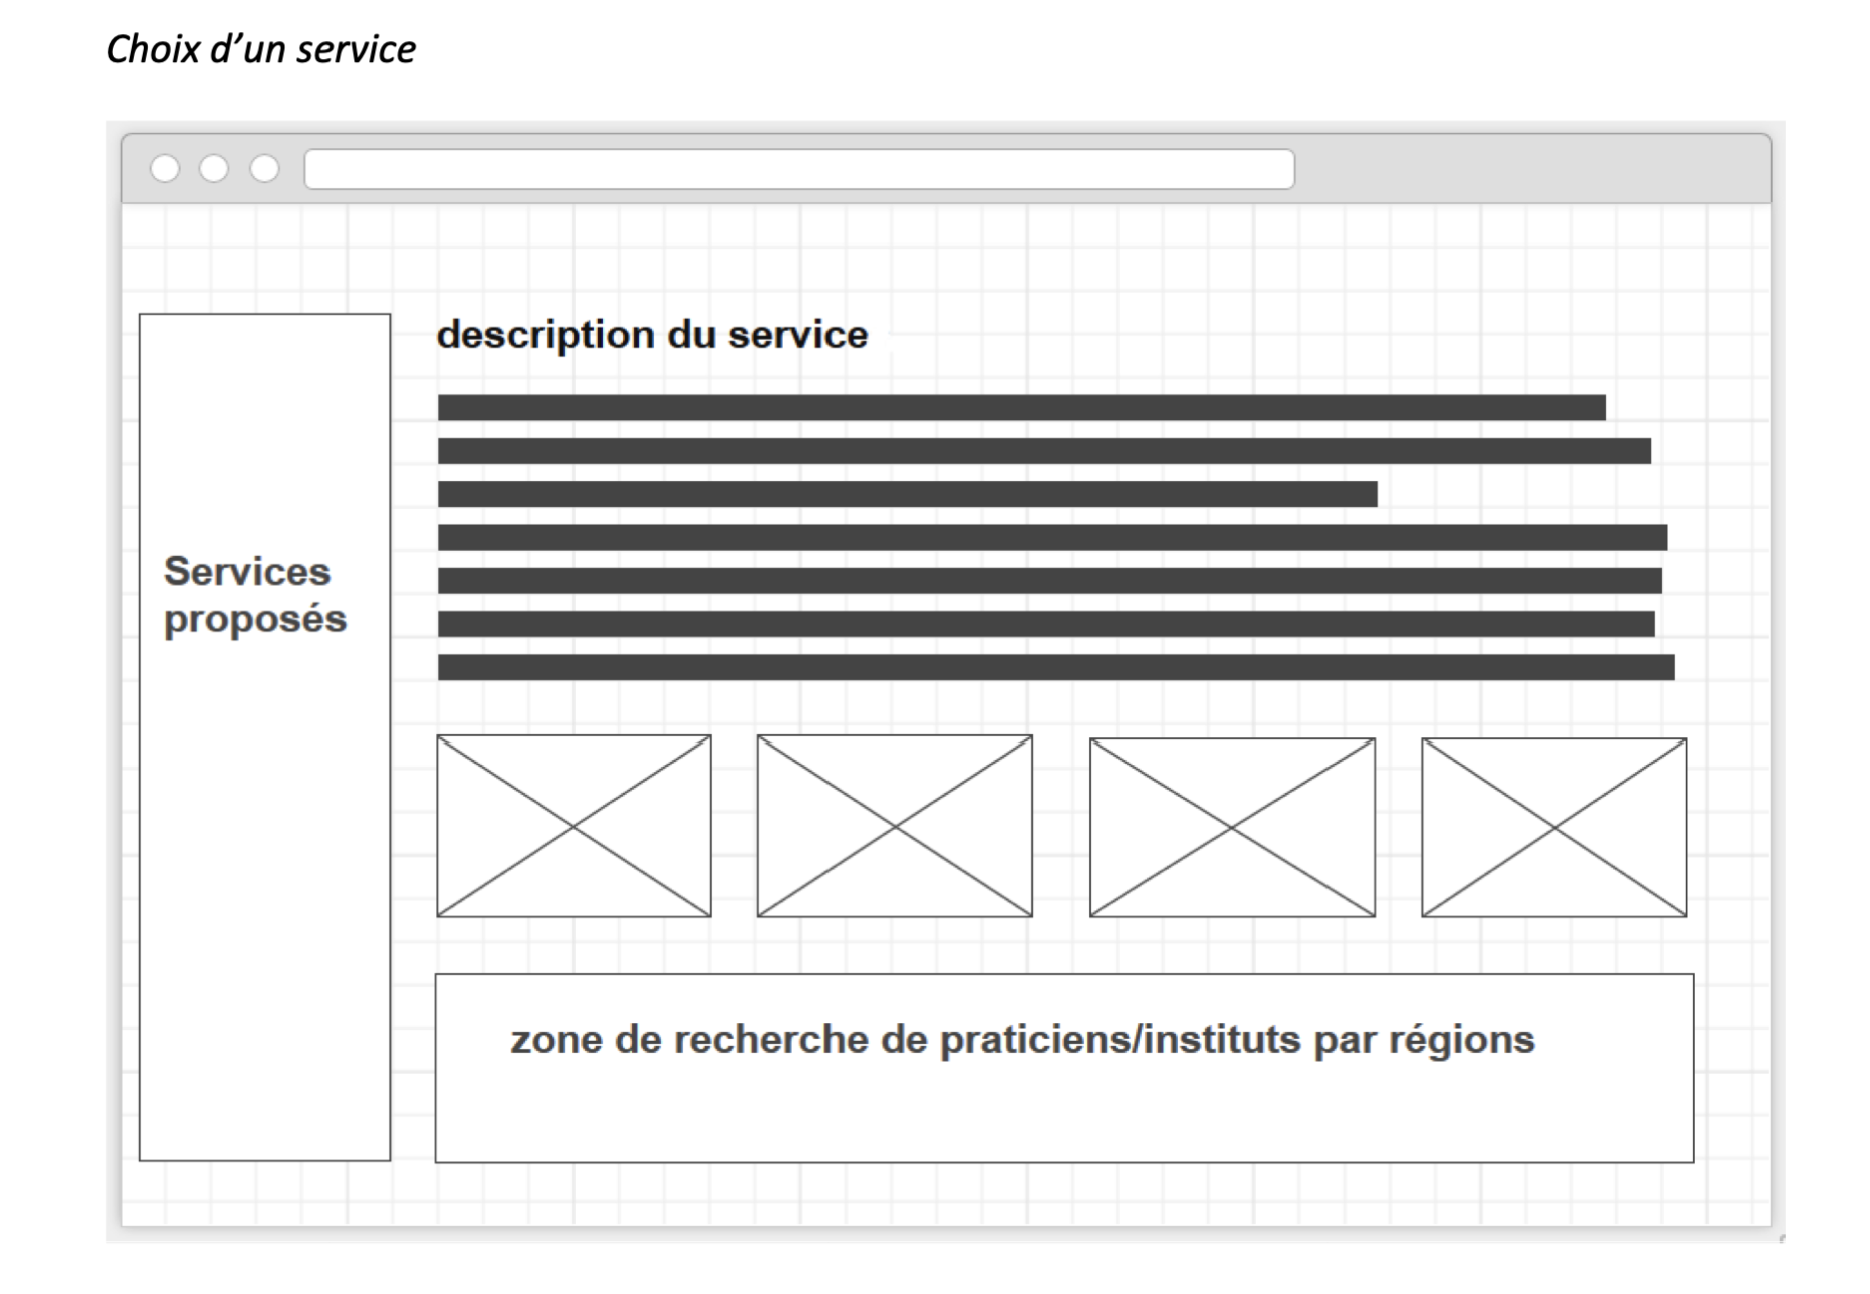 Choix d’un service
description du service
Services
proposés
zone de recherche de praticiens/instituts par régions